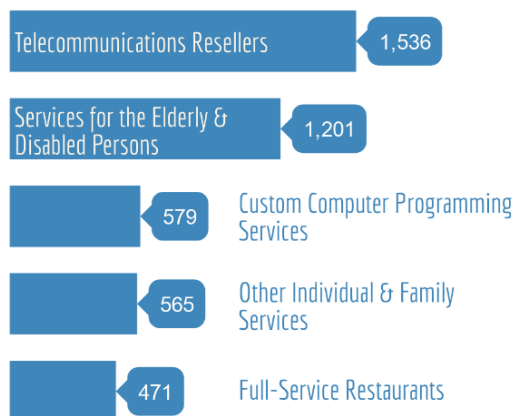 Telecommunications Resellers
1,536
Services for the Elderly &
Disabled Persons
1,201
579
Custom Computer Programming
Services
565
Other Individual & Family
Services
471
Full-Service Restaurants